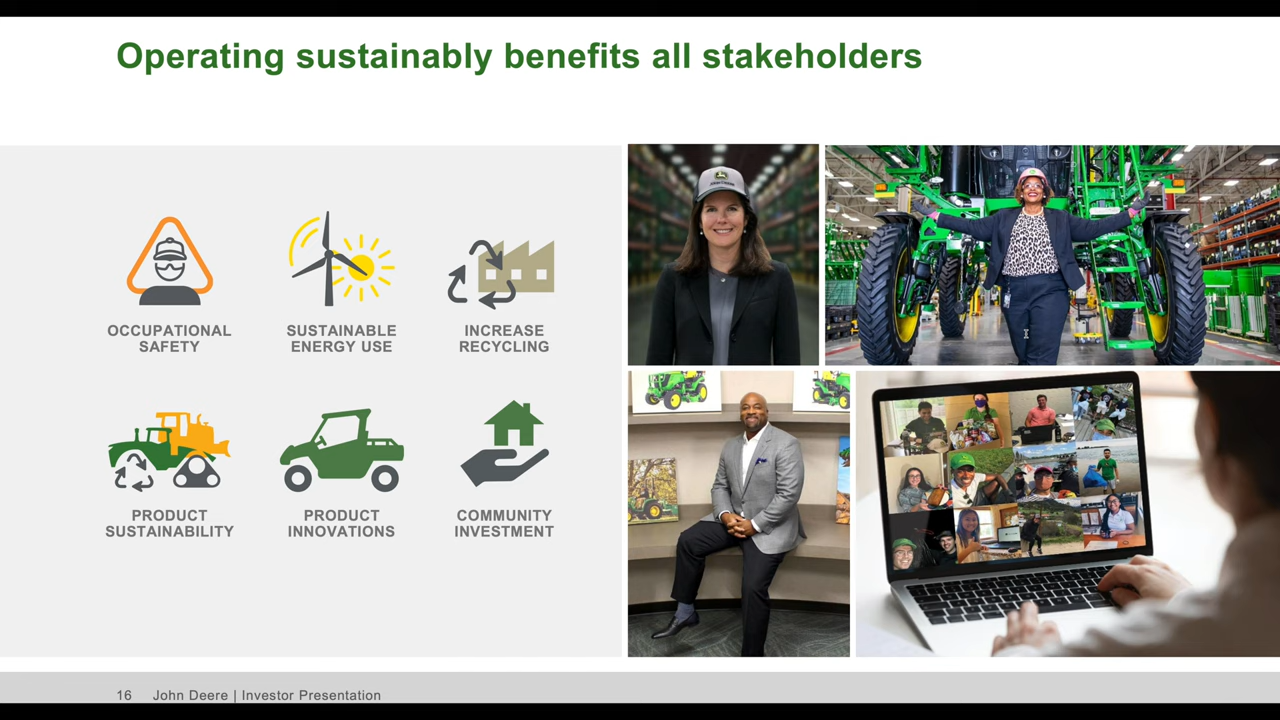 Operating sustainably benefits all stakeholders
OCCUPATIONAL
SAFETY
SUSTAINABLE
ENERGY USE
INCREASE
RECYCLING
PRODUCT
SUSTAINABILITY
PRODUCT
INNOVATIONS
COMMUNITY
INVESTMENT
16 John Deere | Investor Presentation